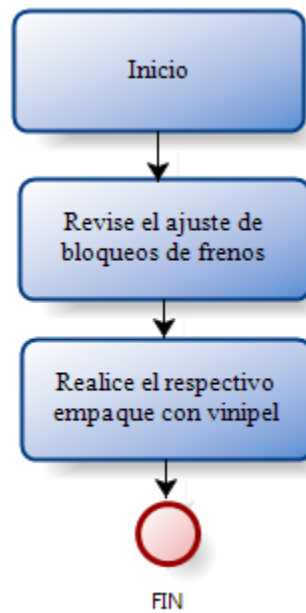 Inicio
Revise el ajuste de
bloqueos de frenos
Realice el respectivo
empaque con vinipel
FIN